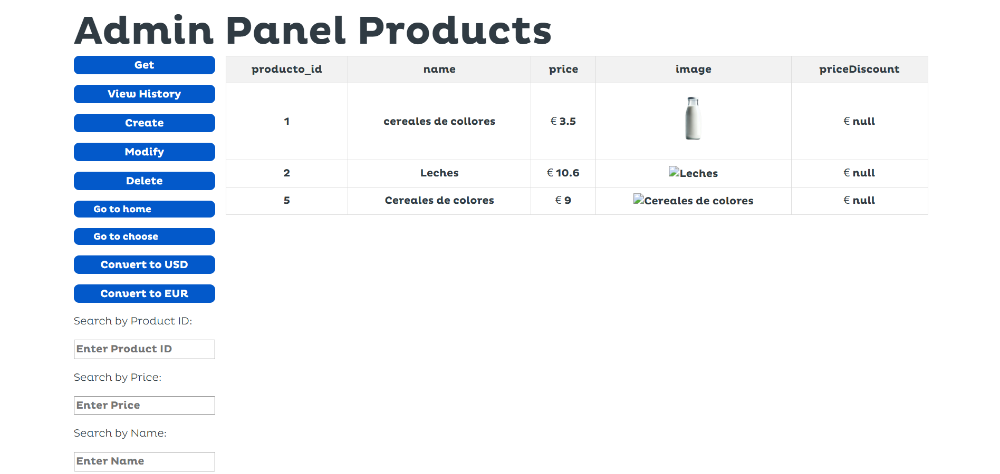 Admin Panel Products
Get
View History
Create
Modify
Delete
Go to home
Go to choose
Convert to USD
Convert to EUR
Search by Product ID:
Enter Product ID
Search by Price:
Enter Price
Search by Name:
Enter Name
producto_id name price image priceDiscount
1 cereales de collores € 3.5 € null
2 Leches € 10.6 Leches € null
5 Cereales de colores € 9 Cereales de colores € null